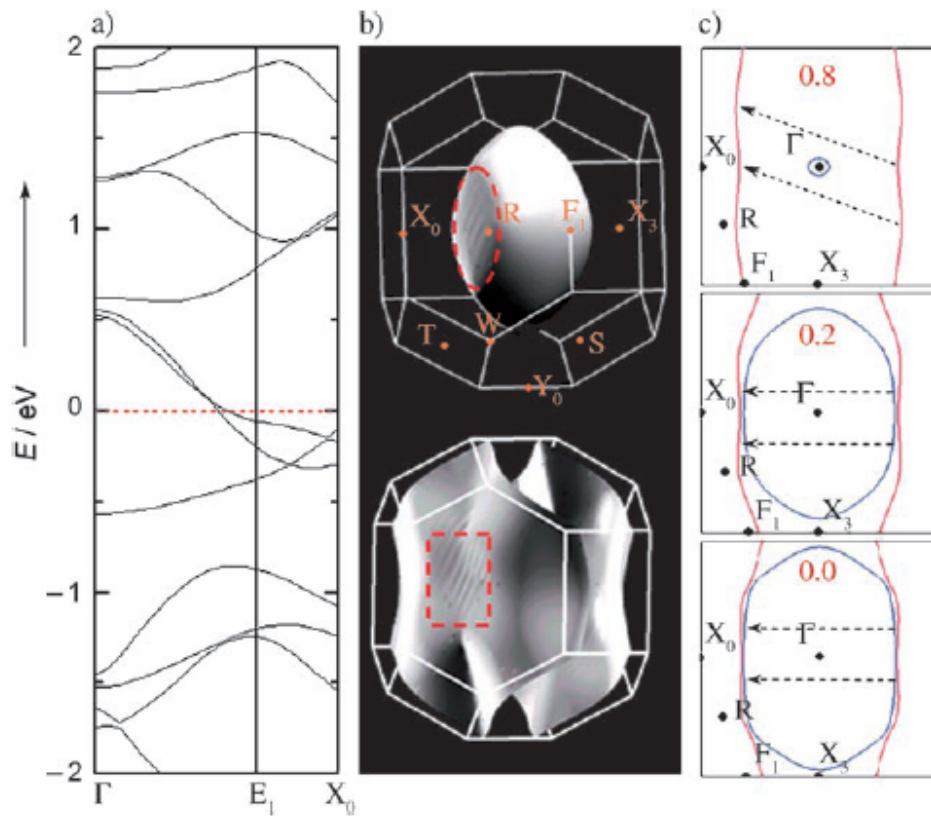 a)
b)
c)
E / eV
2
1
0
−1
−2
Γ
E1
X0
X0
R
F1
X3
T
W
S
Y0
0.8
X0
Γ
R
F1
X3
0.2
X0
Γ
R
F1
X3
0.0
X0
Γ
R
F1
X3